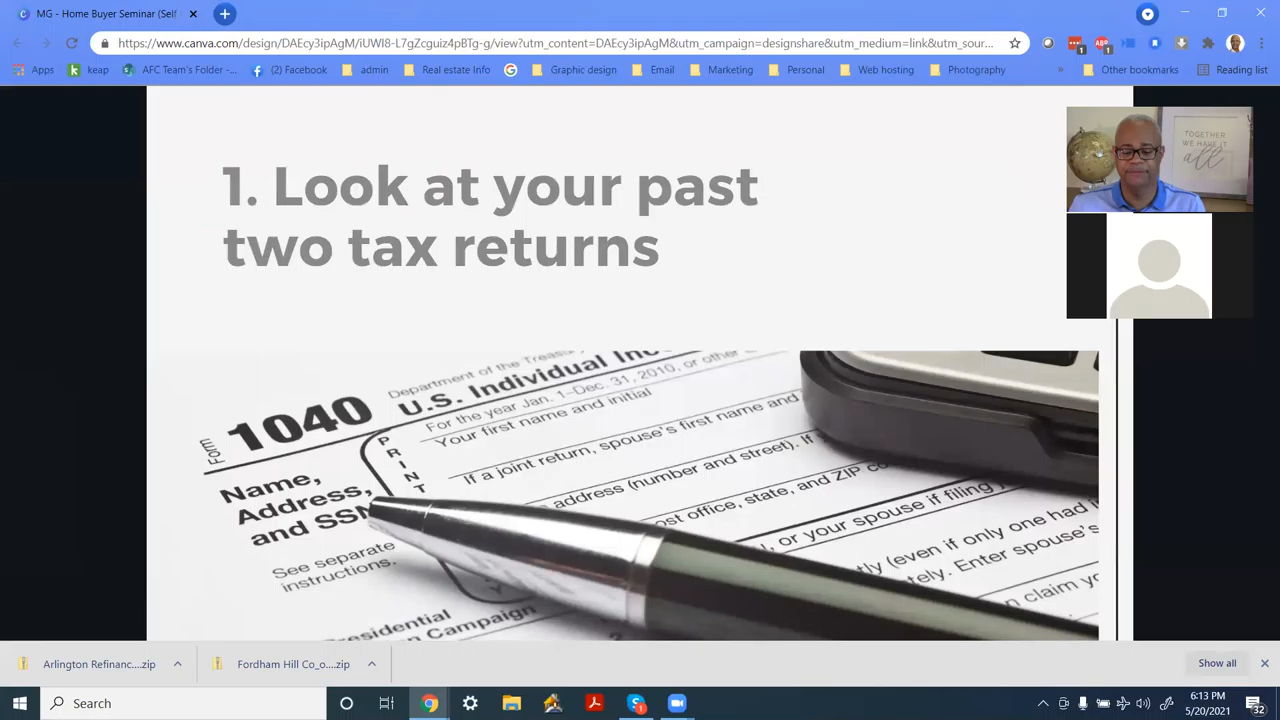 MG - Home Buyer Seminar (Self
https://www.canva.com/design/DAEcy3ipAgM/iUWI8-L7gZcguiz4pBTg-g/view?utm_content=DAEcy3ipAgM&utm_campaign=designshare&utm_medium=link&utm_sour...
Apps keap AFC Team's Folder -... (2) Facebook admin Real estate Info Graphic design Email Marketing Personal Web hosting Photography Other bookmarks Reading list
1. Look at your past
two tax returns
TOGETHER
WE HAVE IT
all
Form 1040
Department of the Treasury
U.S. Individual Inc
For the year Jan. 1–Dec. 31, 2010, or other
Your first name and initial
PRINT
If a joint return, spouse's first name and
Name,
Address,
and SSN
address (number and street). If
post office, state, and ZIP
See separate
instructions.
, or your spouse if filing
(even if only one had
Enter spouse's
claim
Campaign
Arlington Refinanc....zip
Fordham Hill Co_o....zip
Show all
Search
6:13 PM
5/20/2021
32